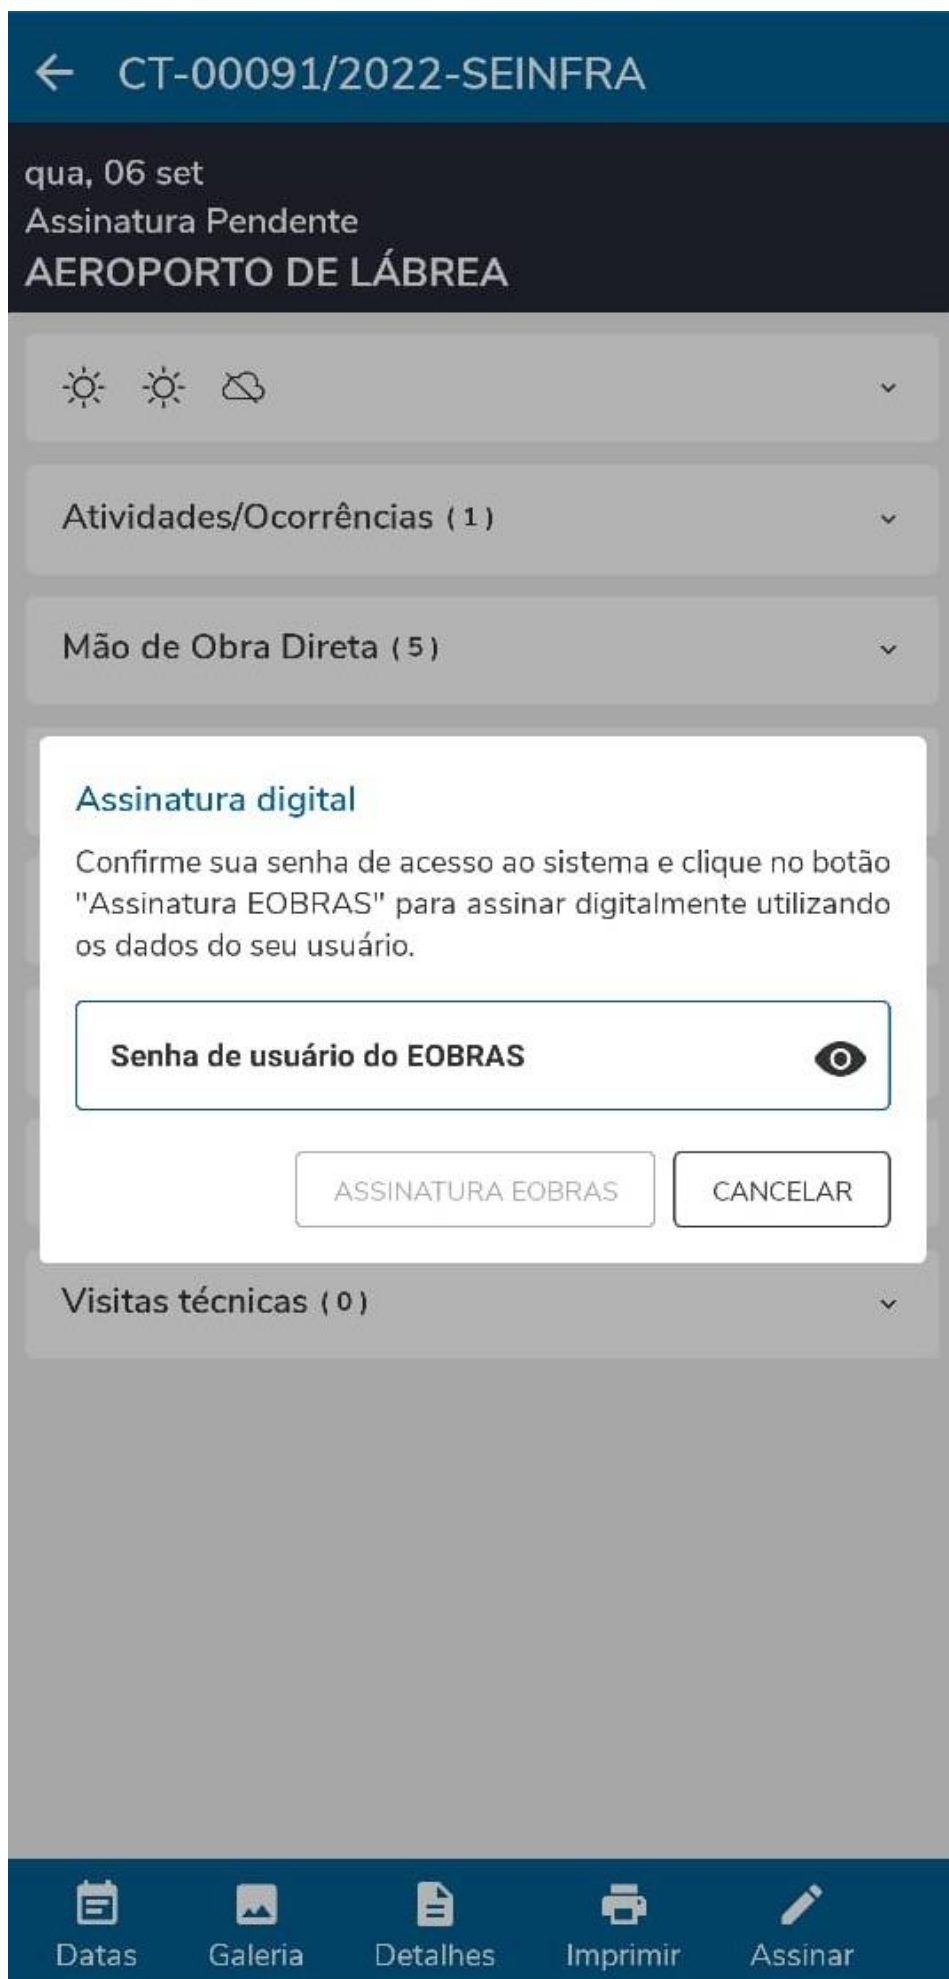 CT-00091/2022-SEINFRA
qua, 06 set
Assinatura Pendente
AEROPORTO DE LÁBREA
Atividades/Ocorrências (1)
Mão de Obra Direta (5)
Assinatura digital
Confirme sua senha de acesso ao sistema e clique no botão
"Assinatura EOBRAS" para assinar digitalmente utilizando
os dados do seu usuário.
Senha de usuário do EOBRAS
ASSINATURA EOBRAS CANCELAR
Visitas técnicas (0)
Datas Galeria Detalhes Imprimir Assinar